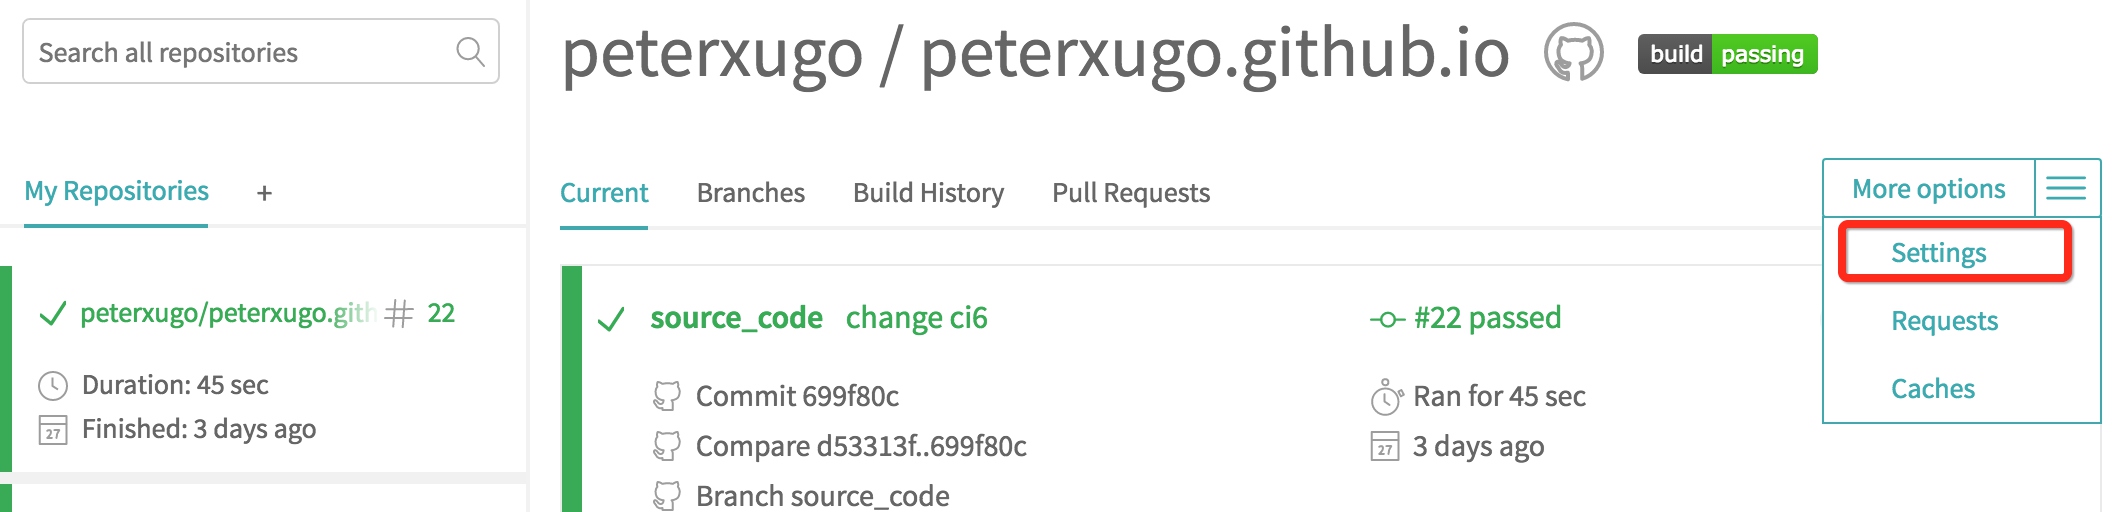 Search all repositories
peterxugo / peterxugo.github.io
build passing
My Repositories +
Current Branches Build History Pull Requests
More options
Settings
Requests
Caches
peterxugo/peterxugo.gith # 22
Duration: 45 sec
27 Finished: 3 days ago
source_code change ci6
#22 passed
Commit 699f80c
Ran for 45 sec
Compare d53313f..699f80c
27 3 days ago
Branch source_code